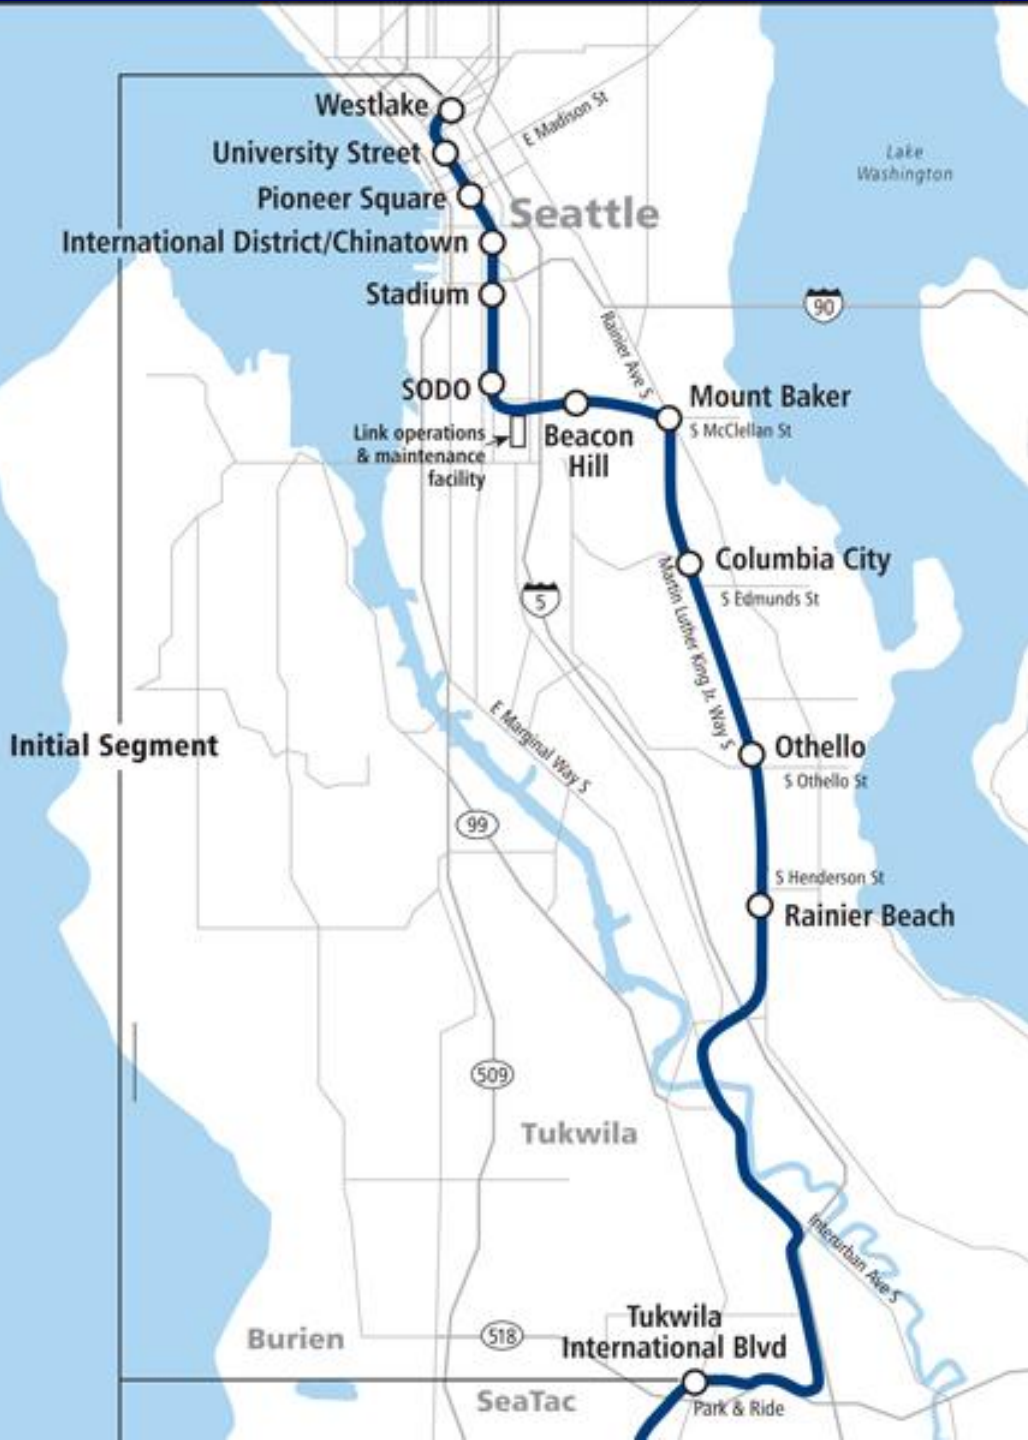 Westlake
E Madison St
University Street
Lake
Washington
Pioneer Square
Seattle
International District/Chinatown
Stadium
90
Rainier Ave S
SODO
Mount Baker
S McClellan St
Link operations
& maintenance
facility
Beacon
Hill
Columbia City
S Edmunds St
5
Martin Luther King Jr. Way S
E Marginal Way S
Initial Segment
Othello
S Othello St
99
S Henderson St
Rainier Beach
509
Tukwila
Interurban Ave S
Tukwila
International Blvd
518
Burien
SeaTac
Park & Ride